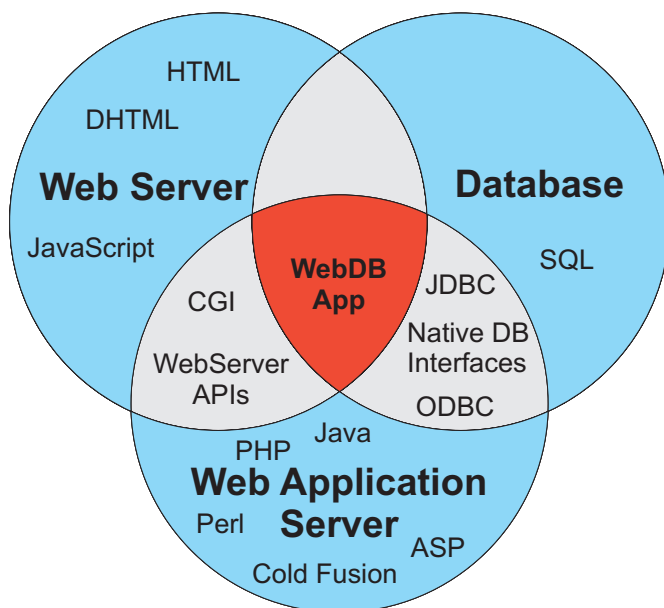 HTML
DHTML
Web Server
JavaScript
Database
SQL
WebDB
App
CGI
WebServer
APIs
JDBC
Native DB
Interfaces
ODBC
Java
PHP
Web Application
Server
Perl
ASP
Cold Fusion